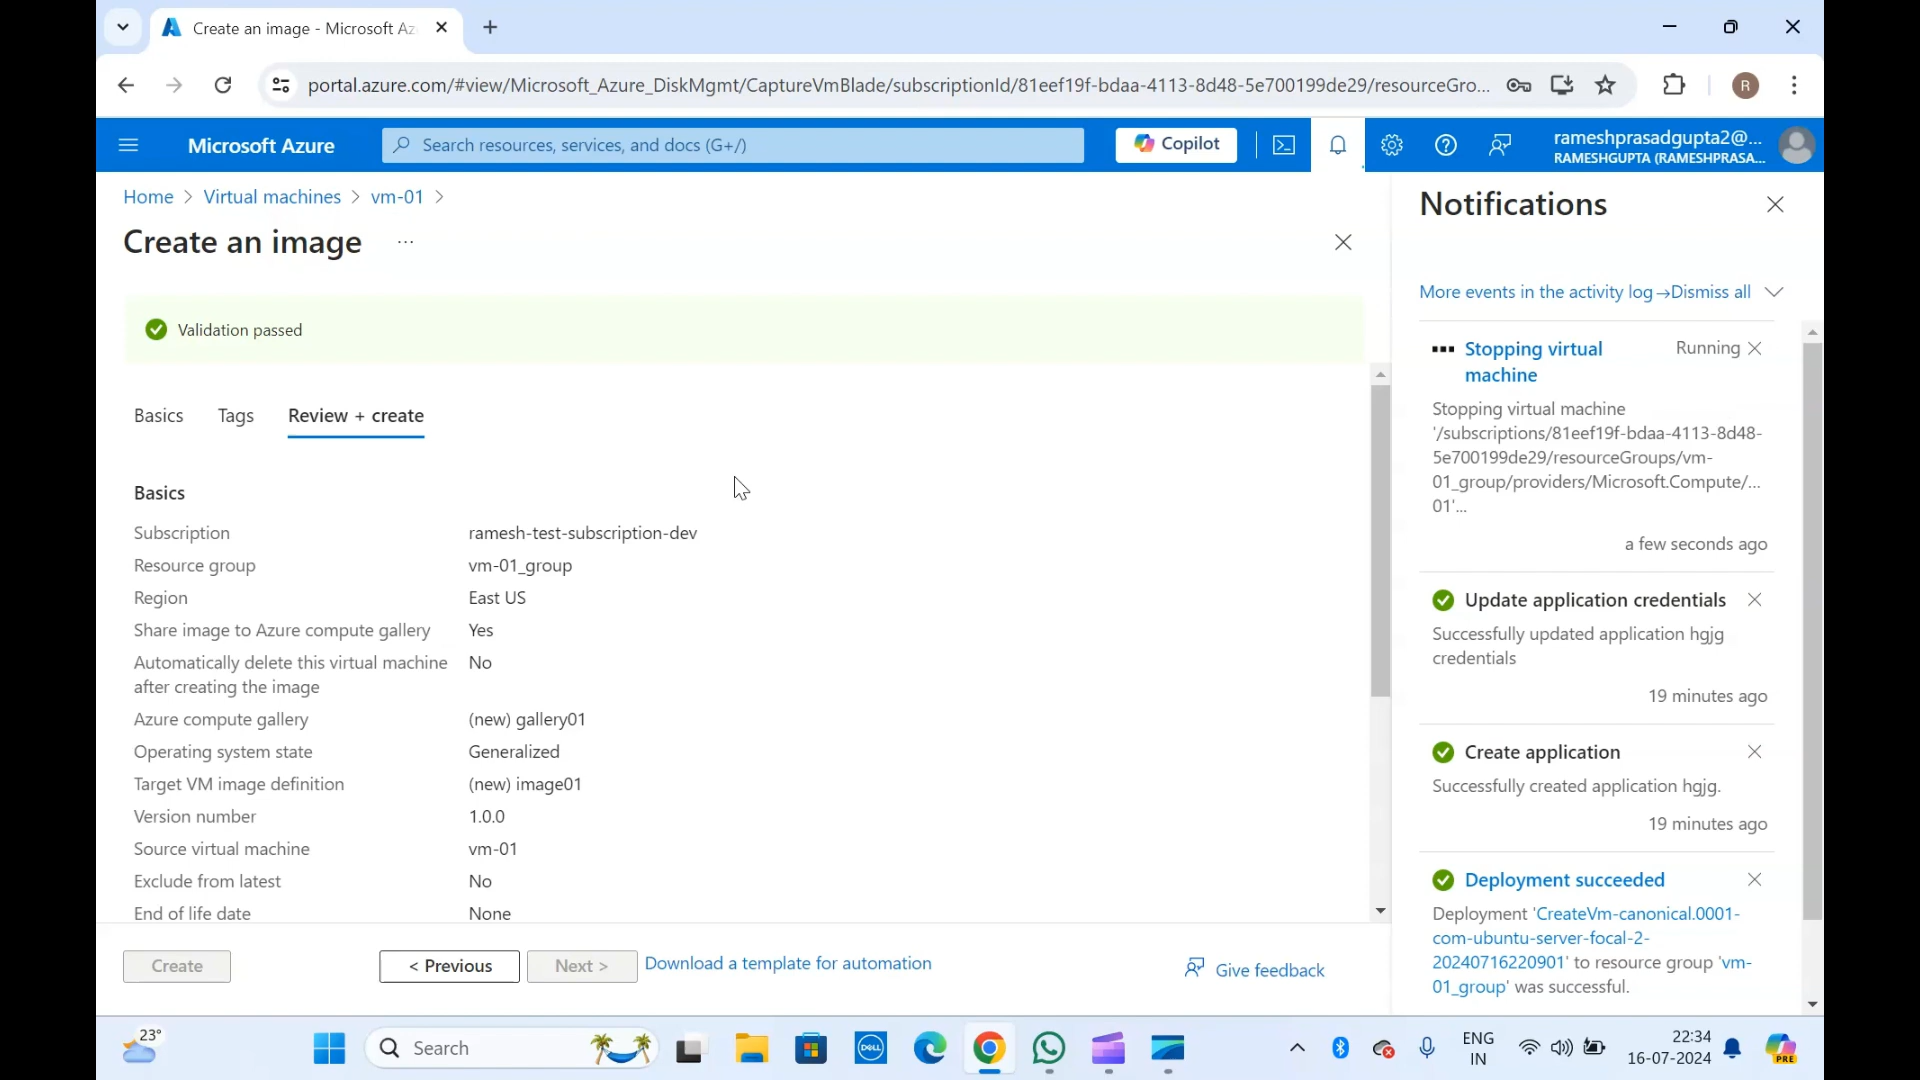 Create an image - Microsoft Az
portal.azure.com/#view/Microsoft_Azure_DiskMgmt/CaptureVmBlade/subscriptionId/81eef19f-bdaa-4113-8d48-5e700199de29/resourceGro...
R
Microsoft Azure
Search resources, services, and docs (G+/)
Copilot
rameshprasadgupta2@...
RAMESHGUPTA (RAMESHPRASA...
Home > Virtual machines > vm-01 >
Create an image ...
Validation passed
Basics Tags Review + create
Basics
Subscription ramesh-test-subscription-dev
Resource group vm-01_group
Region East US
Share image to Azure compute gallery Yes
Automatically delete this virtual machine No
after creating the image
Azure compute gallery (new) gallery01
Operating system state Generalized
Target VM image definition (new) image01
Version number 1.0.0
Source virtual machine vm-01
Exclude from latest No
End of life date None
Create
< Previous
Next >
Download a template for automation
Give feedback
Notifications
More events in the activity log → Dismiss all
Stopping virtual Running
machine
Stopping virtual machine
'/subscriptions/81eef19f-bdaa-4113-8d48-
5e700199de29/resourceGroups/vm-
01_group/providers/Microsoft.Compute/...
01'...
a few seconds ago
Update application credentials
Successfully updated application hgjg
credentials
19 minutes ago
Create application
Successfully created application hgjg.
19 minutes ago
Deployment succeeded
Deployment 'CreateVm-canonical.0001-
com-ubuntu-server-focal-2-
20240716220901' to resource group 'vm-
01_group' was successful.
23°
Search
DELL
ENG
IN
22:34
16-07-2024
PRE